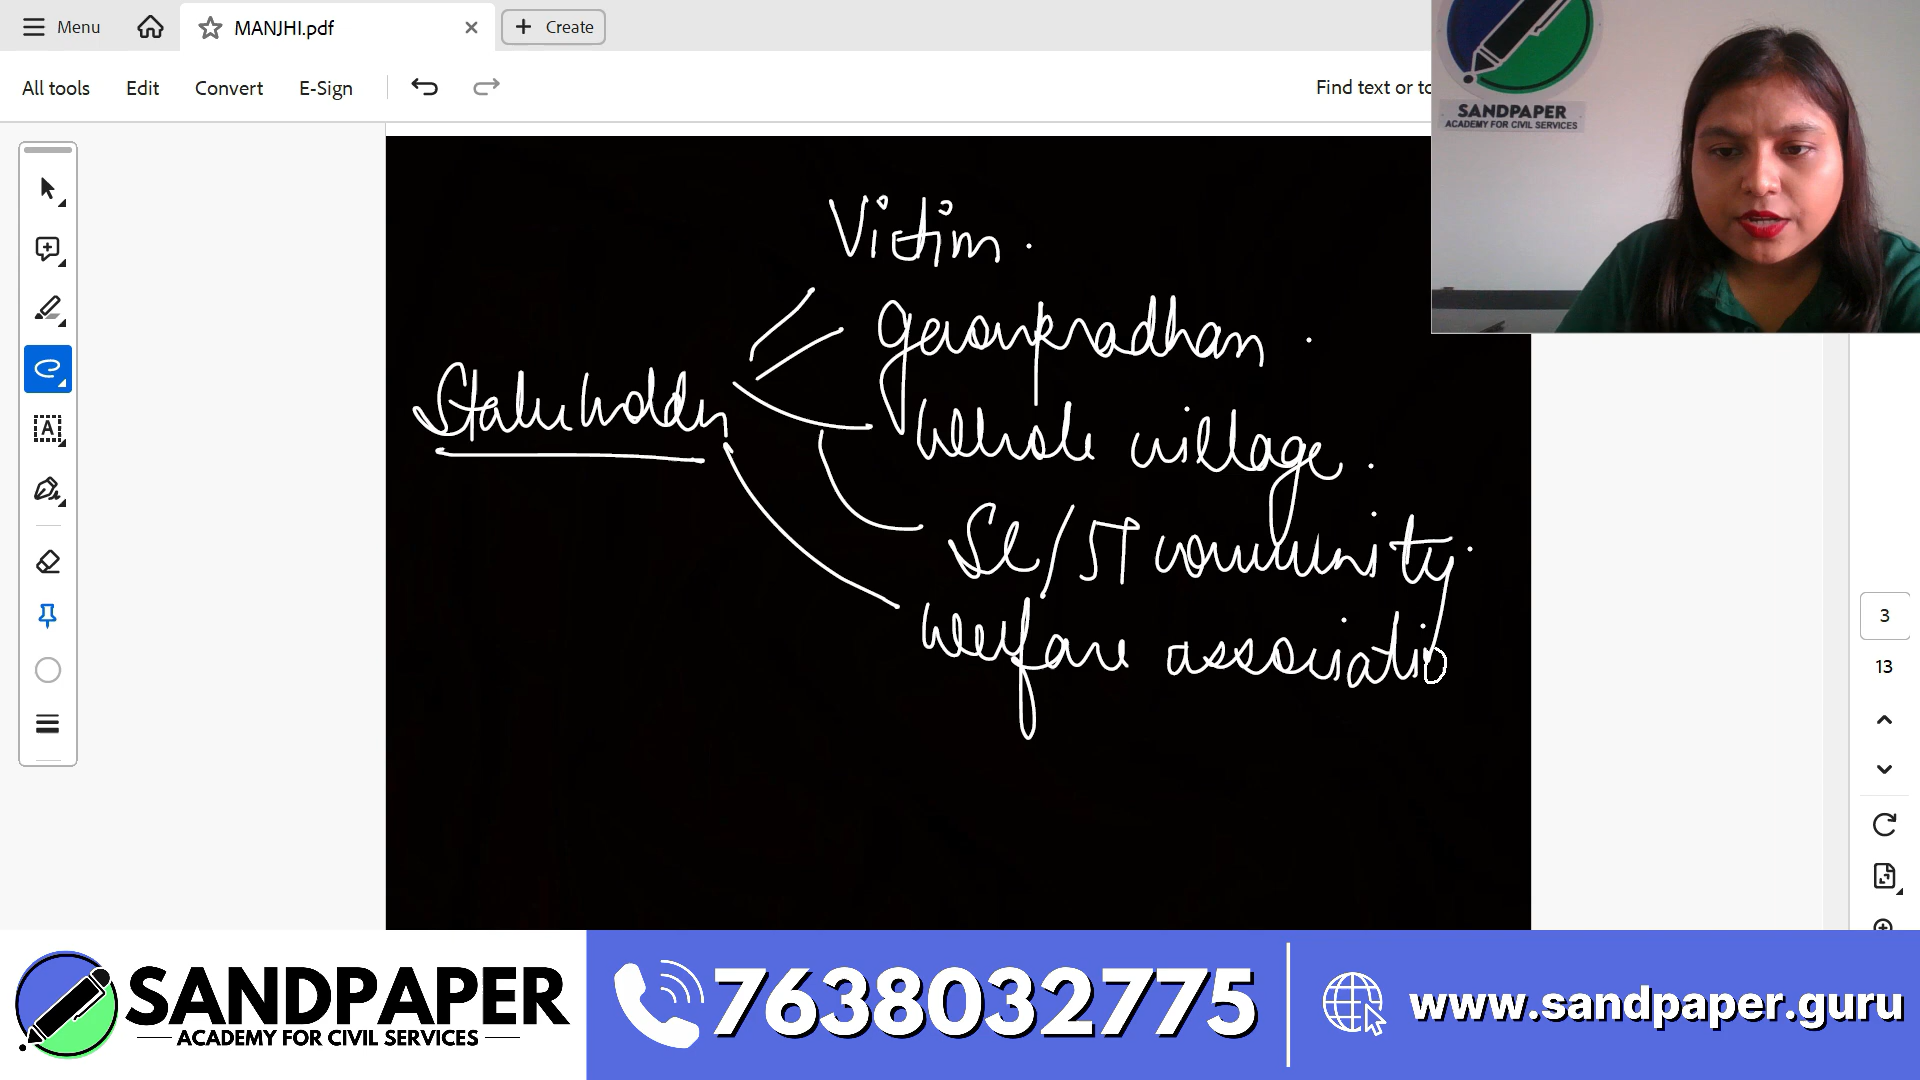 Menu
MANJHI.pdf
Create
All tools
Edit
Convert
E-Sign
Find text or to
SANDPAPER
ACADEMY FOR CIVIL SERVICES
Victim.
Whole village.
Stakeholder
SC/ST community.
Welfare associatio
3
13
SANDPAPER
ACADEMY FOR CIVIL SERVICES
7638032775
www.sandpaper.guru